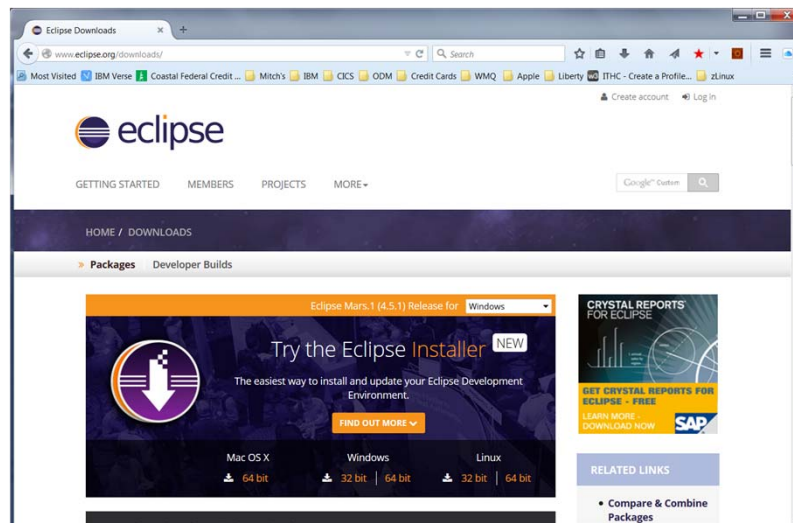 Eclipse Downloads
www.eclipse.org/downloads/
Search
Most Visited IBM Verse Coastal Federal Credit ... Mitch's IBM CICS ODM Credit Cards WMQ Apple Liberty ITHC - Create a Profile... zLinux
Create account Log in
eclipse
GETTING STARTED MEMBERS PROJECTS MORE
Google™ Custom
HOME / DOWNLOADS
Packages Developer Builds
Eclipse Mars.1 (4.5.1) Release for Windows
Try the Eclipse Installer NEW
The easiest way to install and update your Eclipse Development
Environment.
FIND OUT MORE
Mac OS X Windows Linux
64 bit 32 bit 64 bit 32 bit 64 bit
CRYSTAL REPORTS®
FOR ECLIPSE
GET CRYSTAL REPORTS FOR
ECLIPSE - FREE
LEARN MORE -
DOWNLOAD NOW
SAP
RELATED LINKS
Compare & Combine
Packages